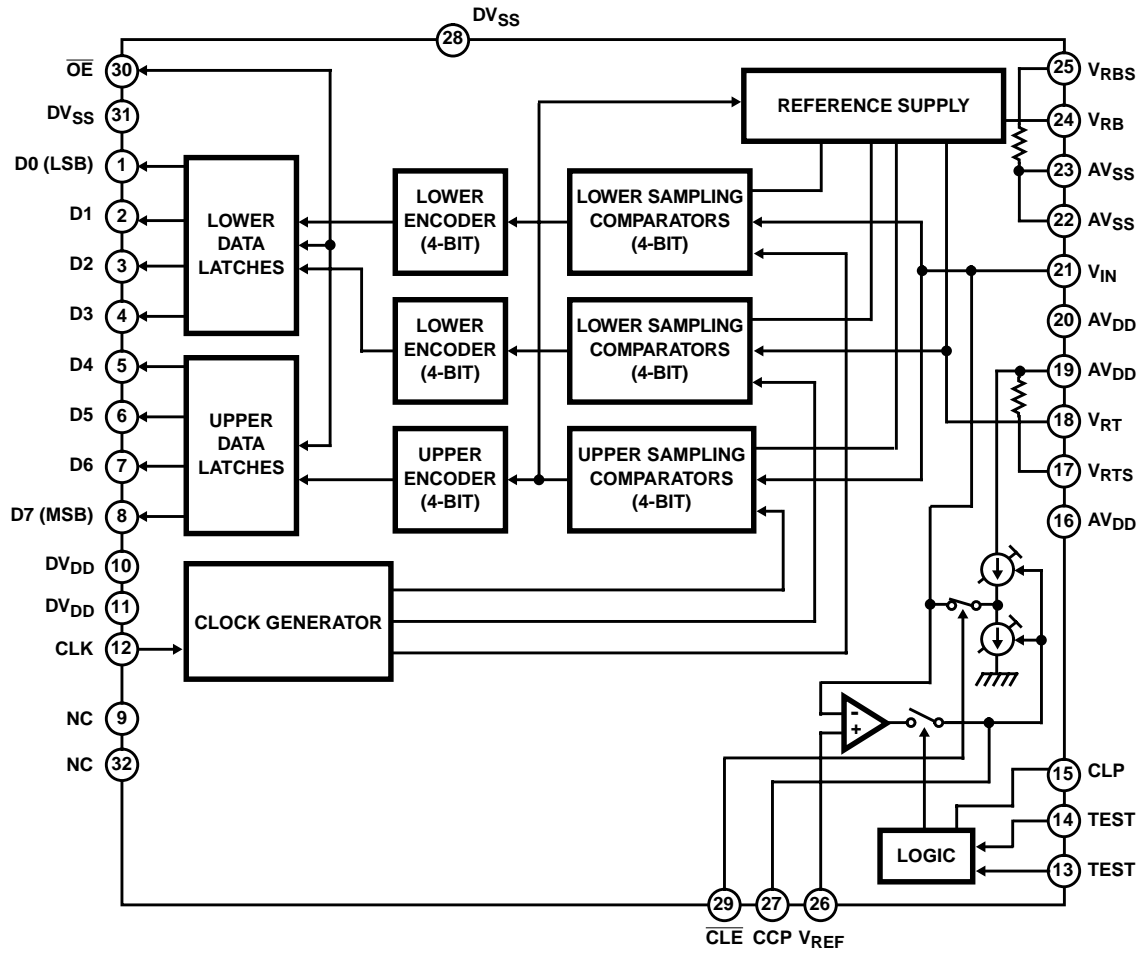 DVSS
28
OE
30
DVSS
31
D0 (LSB)
1
D1
2
D2
3
D3
4
D4
5
D5
6
D6
7
D7 (MSB)
8
DVDD
10
DVDD
11
CLK
12
NC
9
NC
32
LOWER
DATA
LATCHES
UPPER
DATA
LATCHES
CLOCK GENERATOR
LOWER
ENCODER
(4-BIT)
LOWER
ENCODER
(4-BIT)
UPPER
ENCODER
(4-BIT)
LOWER SAMPLING
COMPARATORS
(4-BIT)
LOWER SAMPLING
COMPARATORS
(4-BIT)
UPPER SAMPLING
COMPARATORS
(4-BIT)
REFERENCE SUPPLY
25
VRBS
24
VRB
23
AVSS
22
AVSS
21
VIN
20
AVDD
19
AVDD
18
VRT
17
VRTS
16
AVDD
-
+
15
CLP
14
TEST
13
TEST
LOGIC
29
CLE
27
CCP
26
VREF